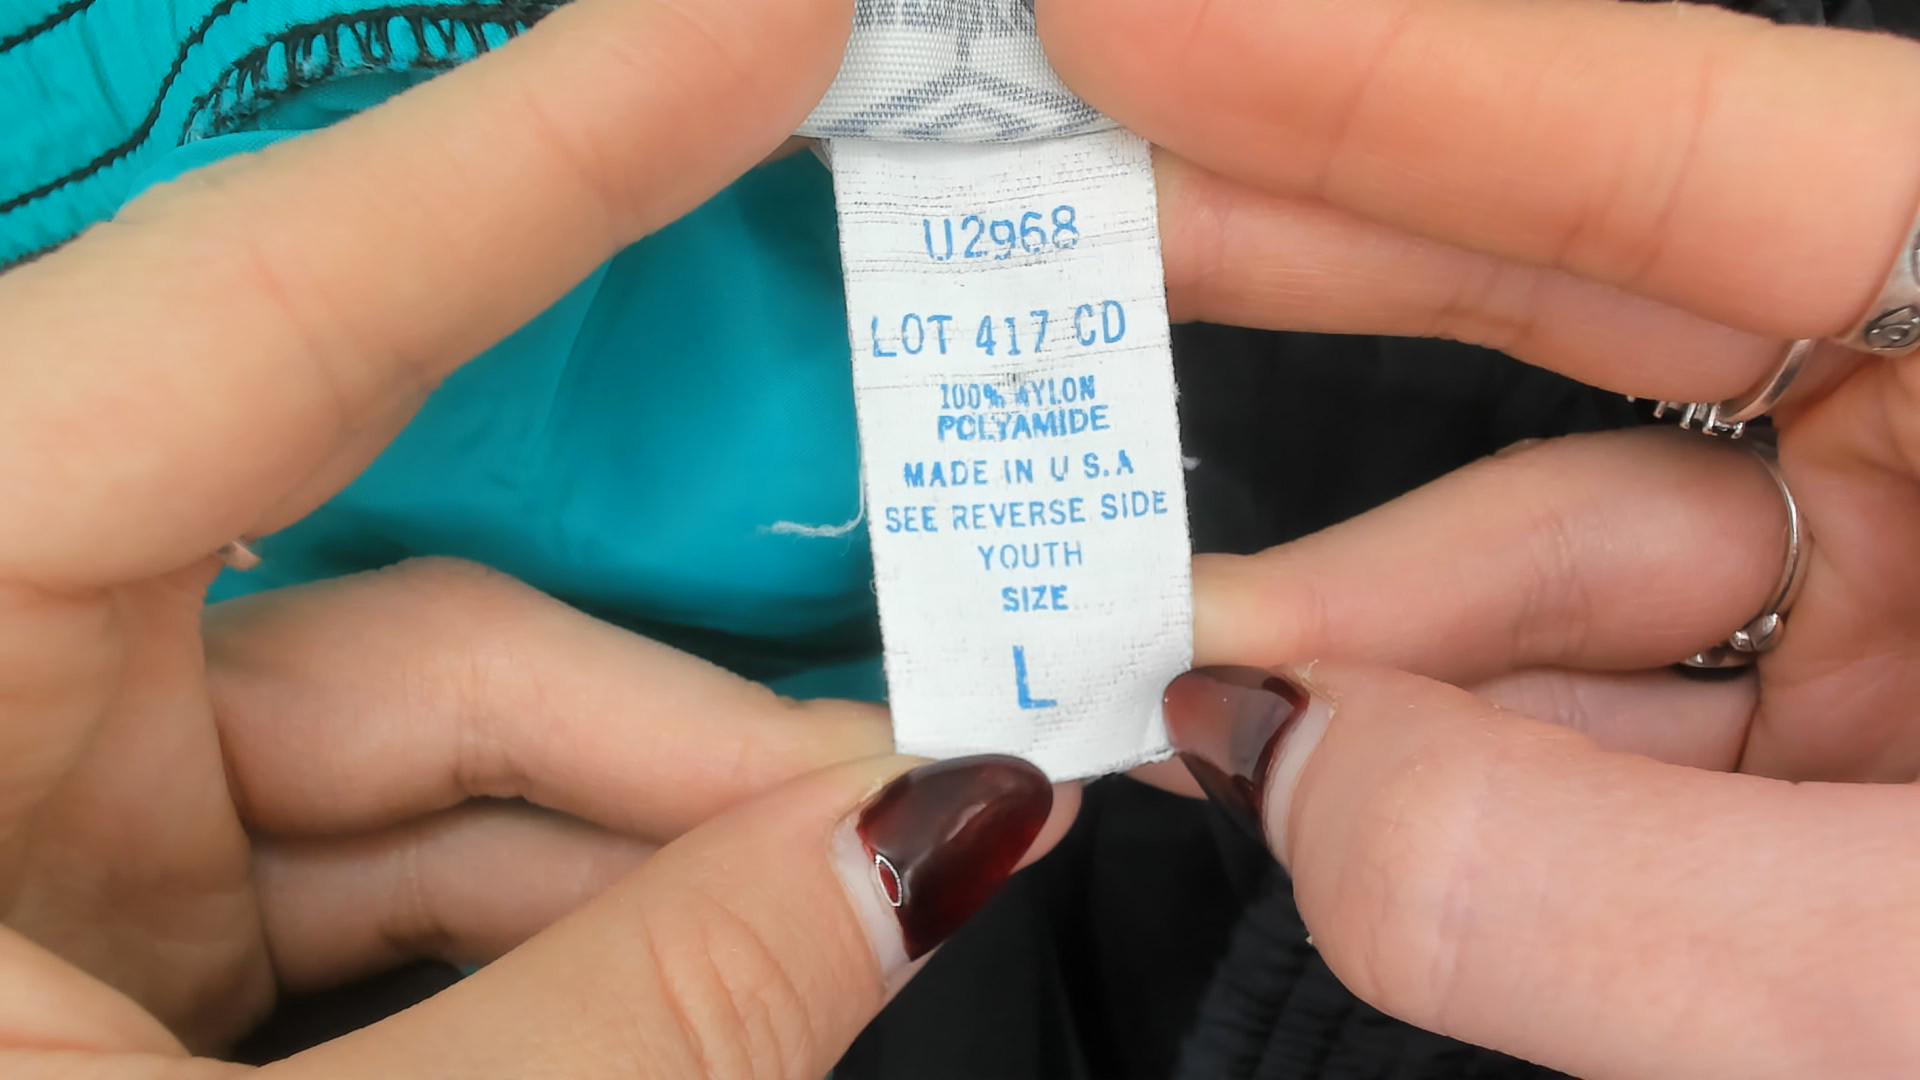 U2968
LOT 417 CD
100% NYLON
POLYAMIDE
MADE IN U S.A
SEE REVERSE SIDE
YOUTH
SIZE
L